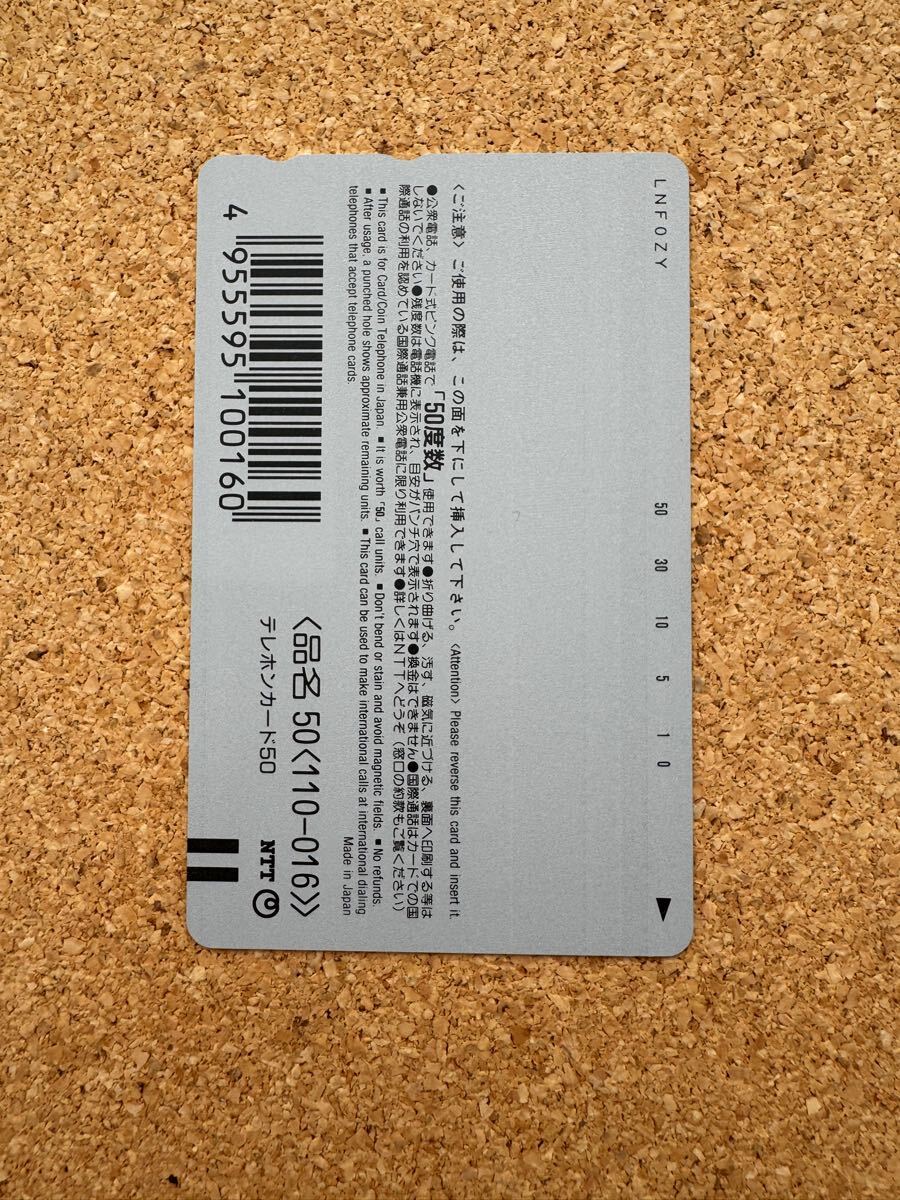 LNF0ZY
50 30 10 5 1 0
〈ご注意〉ご使用の際は、この面を下にして挿入して下さい。〈Attention〉Please reverse this card and insert it.
●公衆電話、カード式ピンク電話で「50度数」使用できます●折り曲げる、汚す、磁気に近づける、裏面へ印刷する等は
しないでください●残度数は電話機に表示され、目安がパンチ穴で表示されます●換金はできません●国際通話はカードでの国
際通話の利用を認めている国際通話兼用公衆電話に限り利用できます●詳しくはNTTへどうぞ(窓口の約款もご覧ください)
■ This card is for Card/Coin Telephone in Japan. ■ It is worth「50」call units. ■ Don't bend or stain and avoid magnetic fields. ■ No refunds.
■ After usage, a punched hole shows approximate remaining units. ■ This card can be used to make international calls at international dialing
telephones that accept telephone cards.
Made in Japan
4 955595 100160
〈品名 50〈110-016〉〉
テレホンカード50
NTT